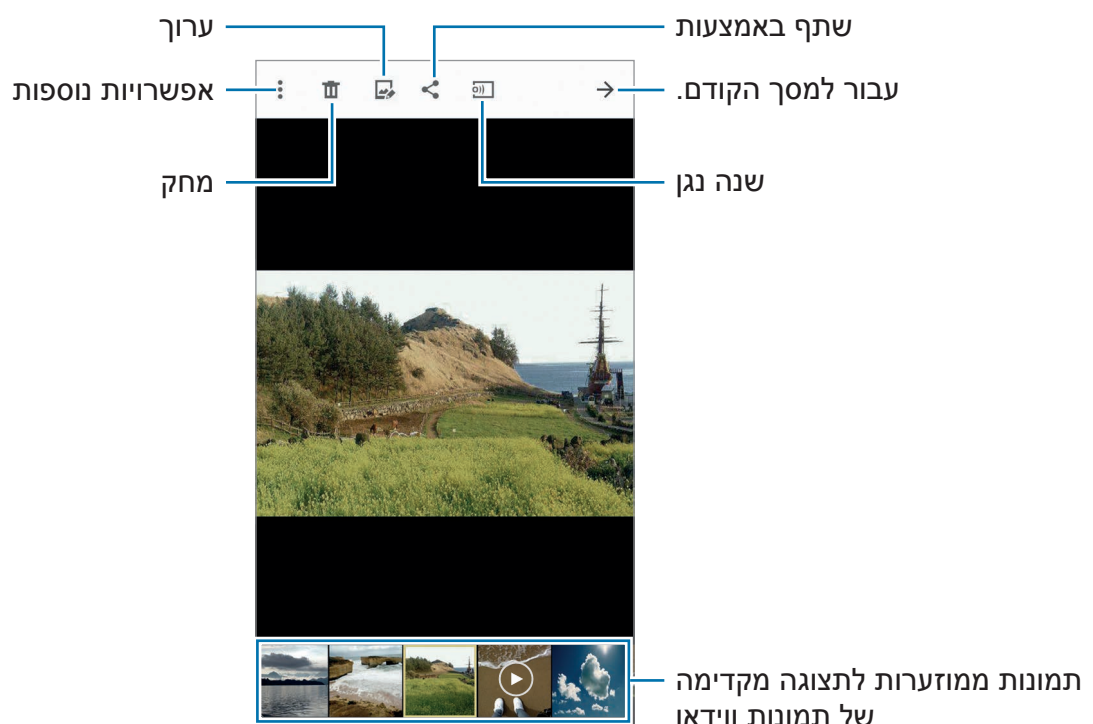 שתף באמצעות
ערוך
עבור למסך הקודם.
אפשרויות נוספות
שנה נגן
מחק
תמונות ממוזערות לתצוגה מקדימה
של תמונות ווידאו